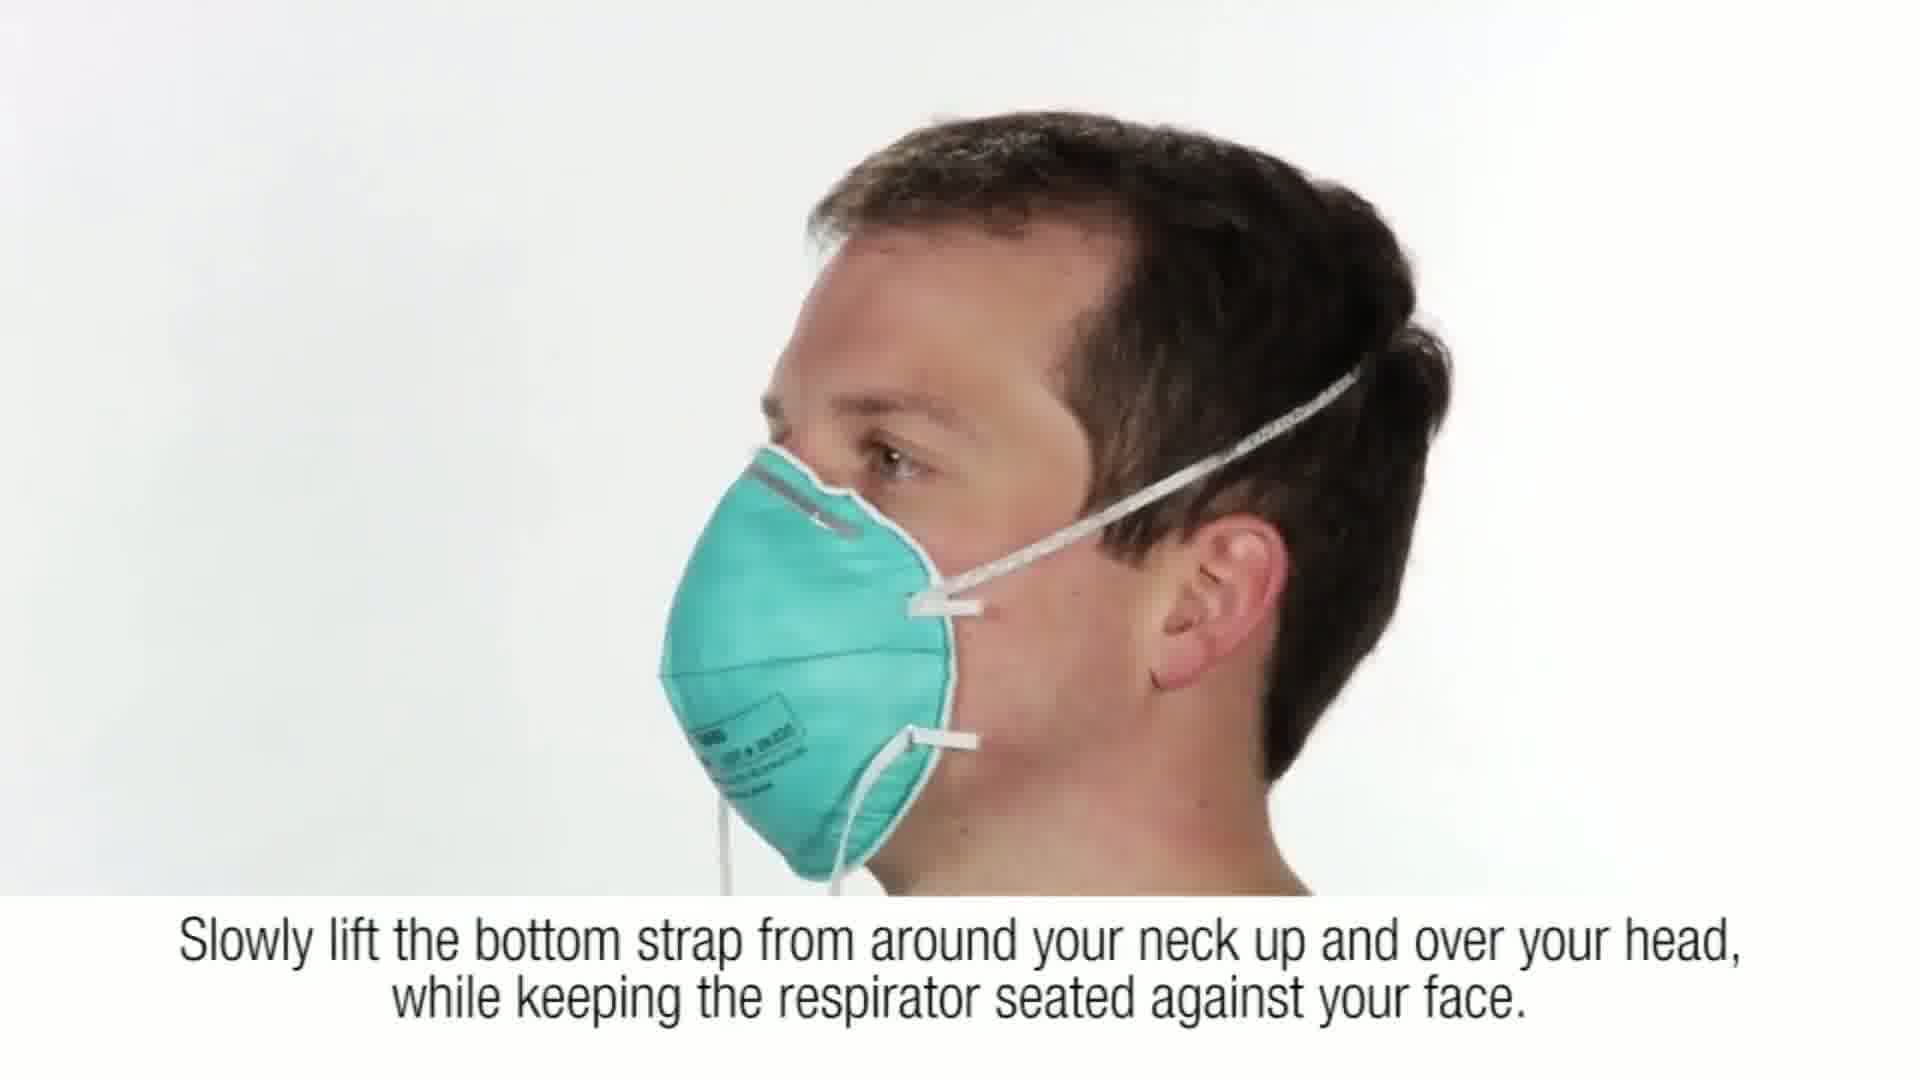 Slowly lift the bottom strap from around your neck up and over your head,
while keeping the respirator seated against your face.